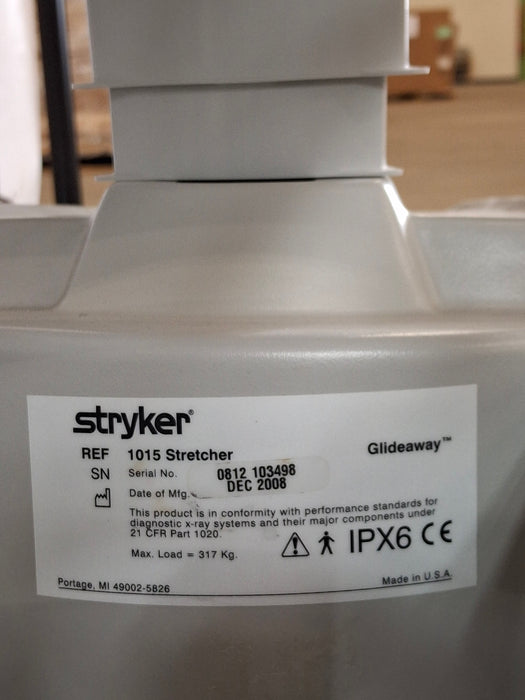 stryker®
REF 1015 Stretcher Glideaway™
SN Serial No. 0812 103498
Date of Mfg. DEC 2008
This product is in conformity with performance standards for
diagnostic x-ray systems and their major components under
21 CFR Part 1020.
Max. Load = 317 Kg. IPX6 CE
Portage, MI 49002-5826 Made in U.S.A.